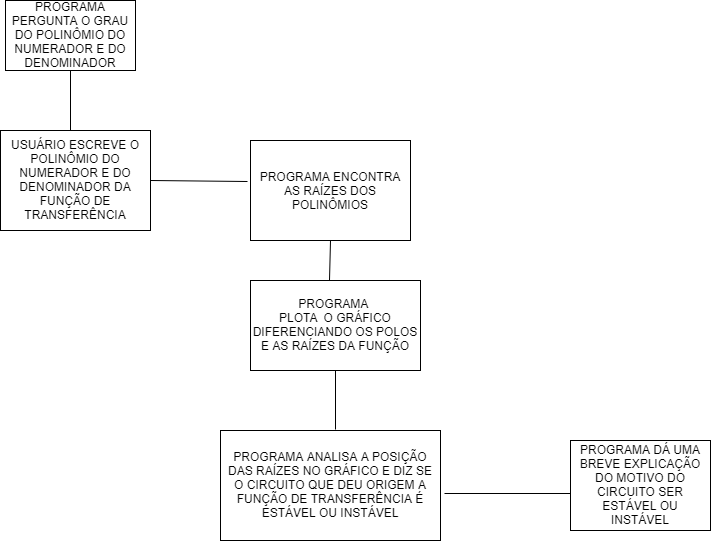 PROGRAMA
PERGUNTA O GRAU
DO POLINÔMIO DO
NUMERADOR E DO
DENOMINADOR
USUÁRIO ESCREVE O
POLINÔMIO DO
NUMERADOR E DO
DENOMINADOR DA
FUNÇÃO DE
TRANSFERÊNCIA
PROGRAMA ENCONTRA
AS RAÍZES DOS
POLINÔMIOS
PROGRAMA
PLOTA O GRÁFICO
DIFERENCIANDO OS POLOS
E AS RAÍZES DA FUNÇÃO
PROGRAMA ANALISA A POSIÇÃO
DAS RAÍZES NO GRÁFICO E DIZ SE
O CIRCUITO QUE DEU ORIGEM A
FUNÇÃO DE TRANSFERÊNCIA É
ESTÁVEL OU INSTÁVEL
PROGRAMA DÁ UMA
BREVE EXPLICAÇÃO
DO MOTIVO DO
CIRCUITO SER
ESTÁVEL OU
INSTÁVEL